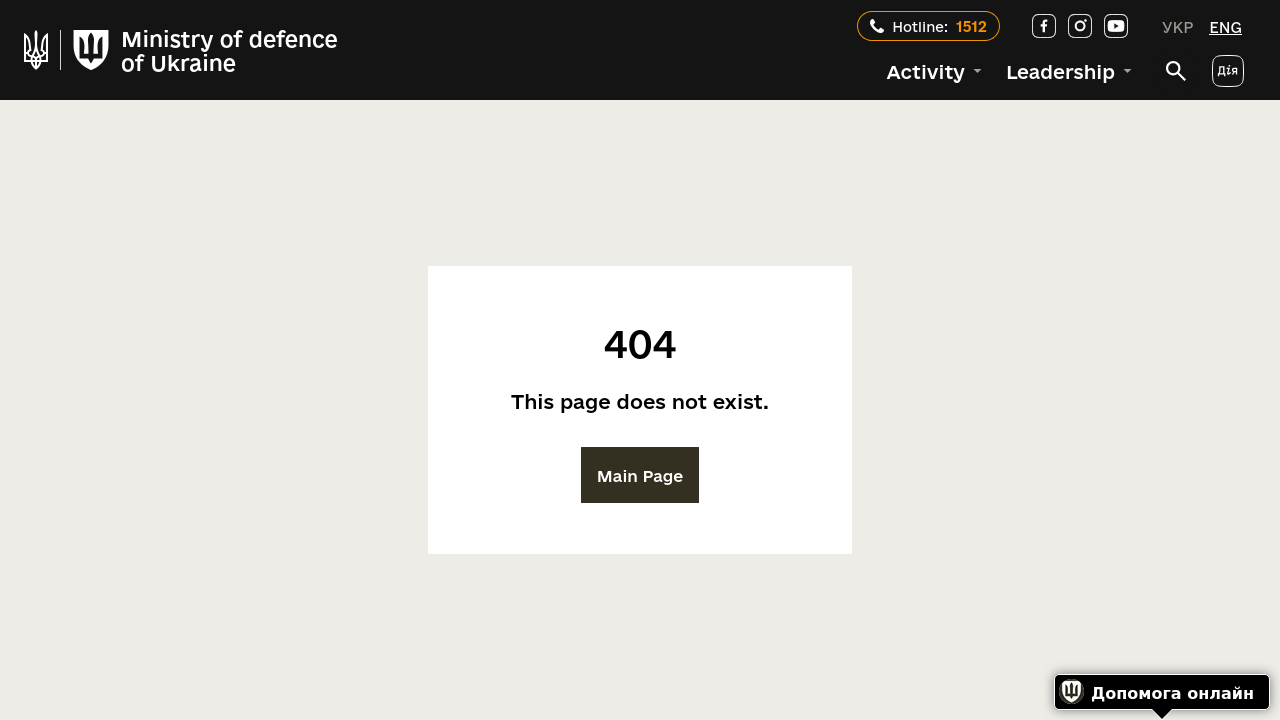 Ministry of defence
of Ukraine
Hotline: 1512
УКР ENG
Activity
Leadership
Дія
404
This page does not exist.
Main Page
Допомога онлайн